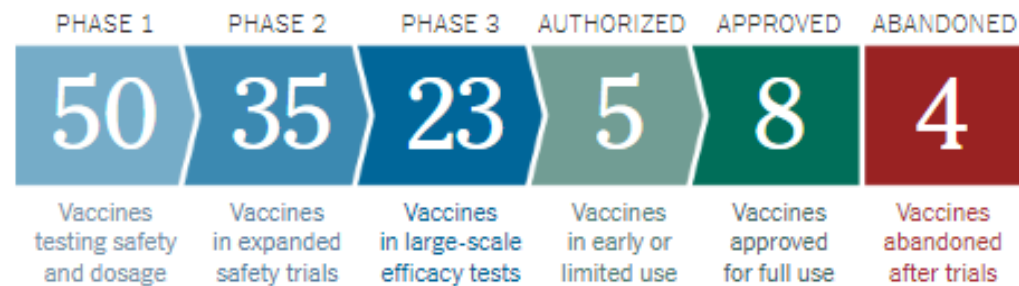 PHASE 1 PHASE 2 PHASE 3 AUTHORIZED APPROVED ABANDONED
50 35 23 5 8 4
Vaccines testing safety and dosage
Vaccines in expanded safety trials
Vaccines in large-scale efficacy tests
Vaccines in early or limited use
Vaccines approved for full use
Vaccines abandoned after trials